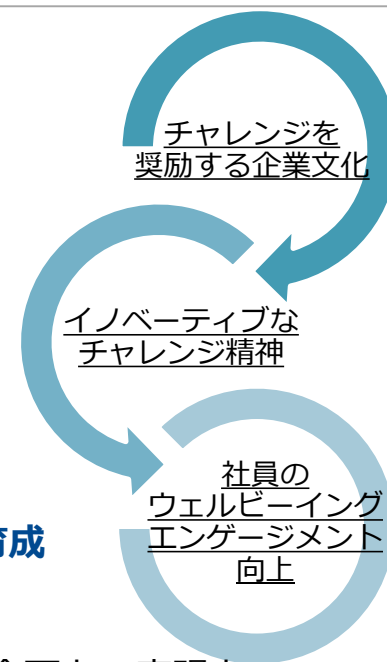 チャレンジを
奨励する企業文化
イノベーティブな
チャレンジ精神
社員の
ウェルビーイング
エンゲージメント
向上
育成